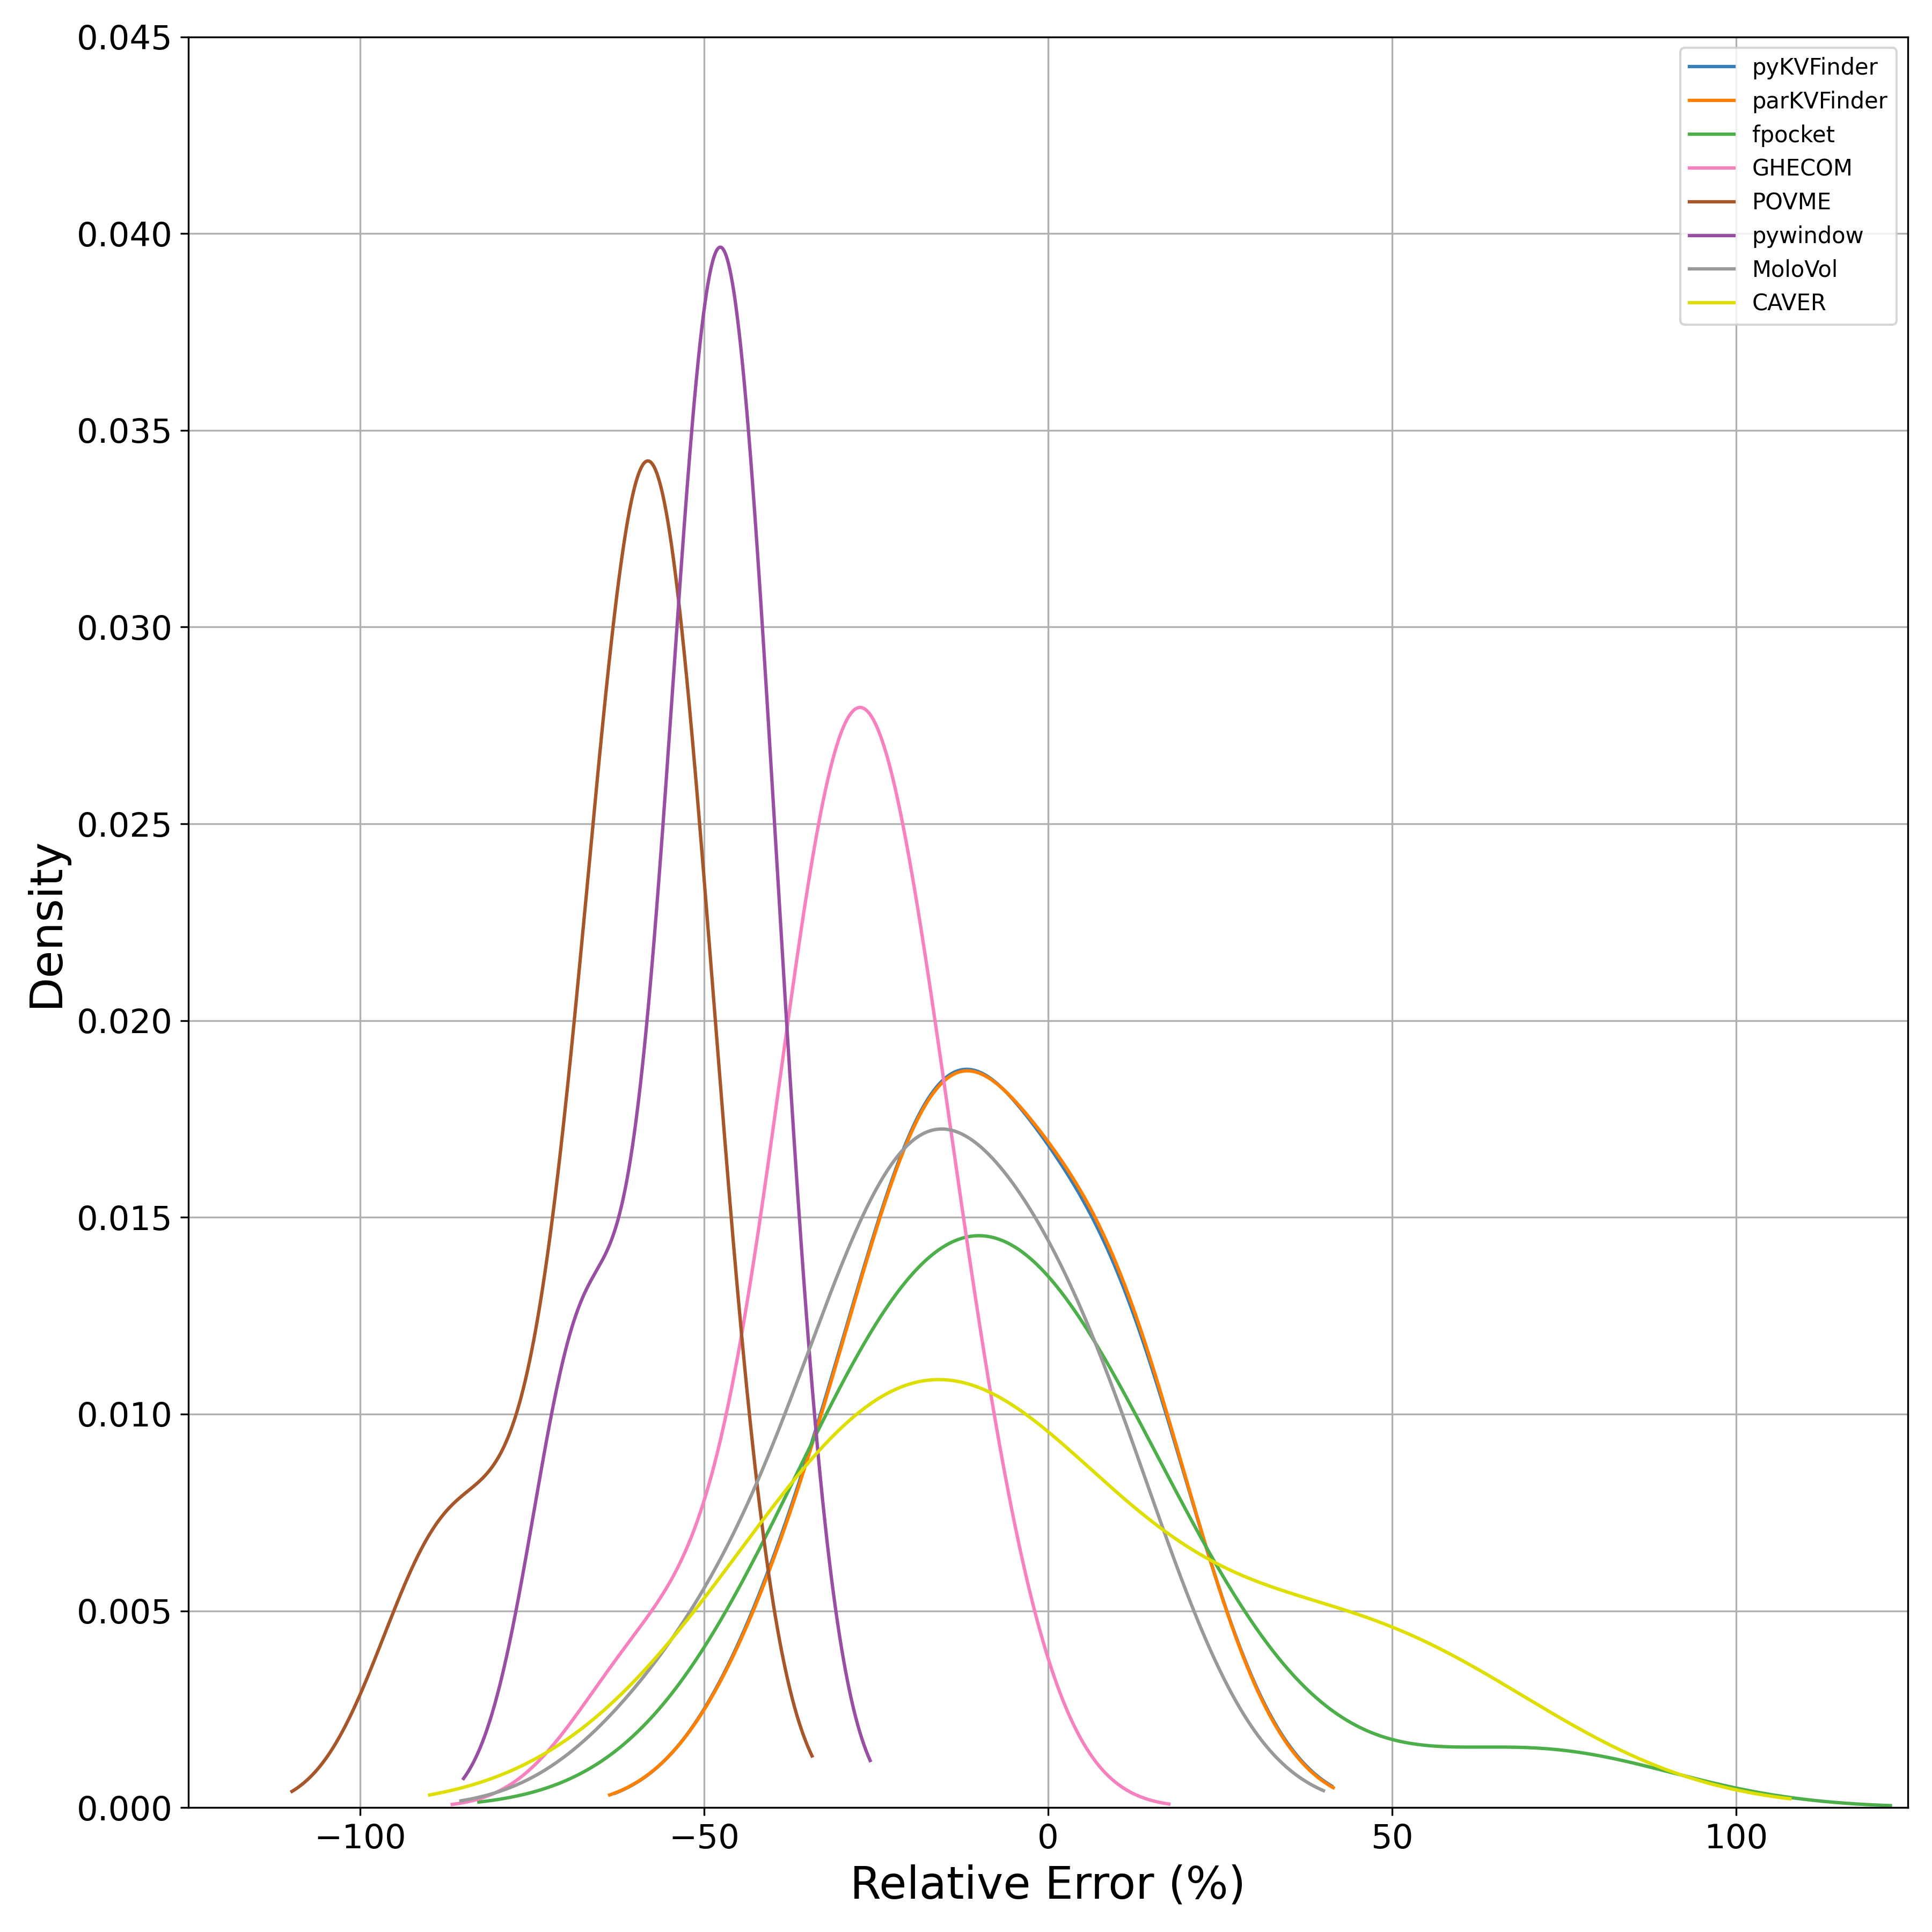 0.045
0.040
0.035
0.030
0.025
0.020
0.015
0.010
0.005
0.000
Density
−100
−50
0
50
100
Relative Error (%)
pyKVFinder
parKVFinder
fpocket
GHECOM
POVME
pywindow
MoloVol
CAVER